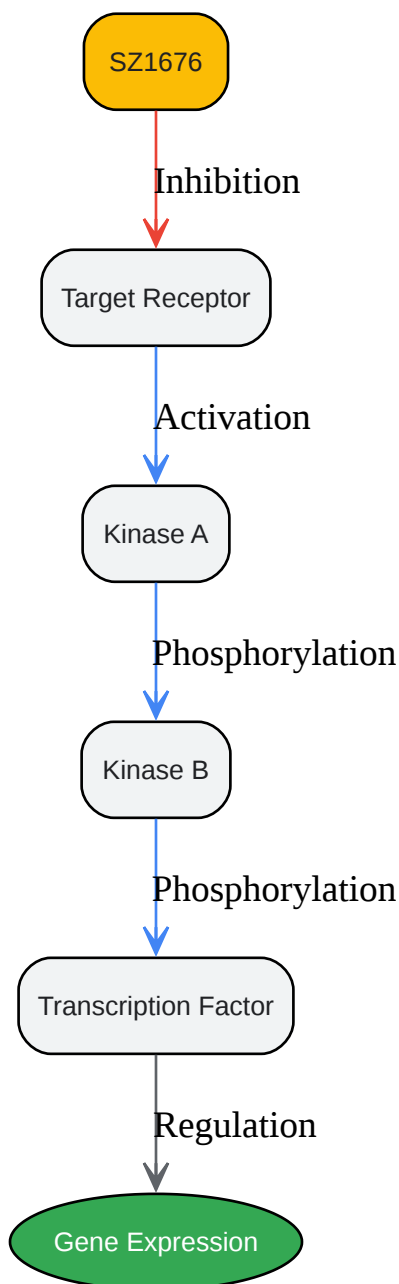 SZ1676
Inhibition
Target Receptor
Activation
Kinase A
Phosphorylation
Kinase B
Phosphorylation
Transcription Factor
Regulation
Gene Expression